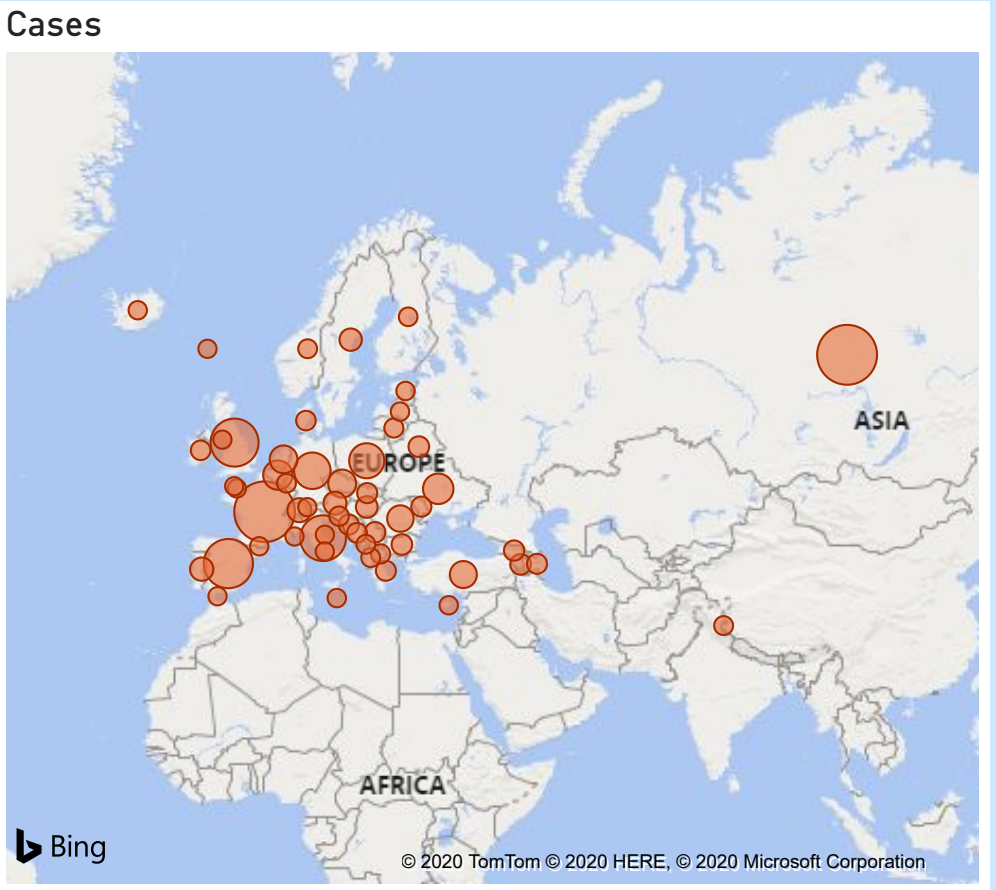 Cases
ASIA
EUROPE
AFRICA
Bing
© 2020 TomTom © 2020 HERE, © 2020 Microsoft Corporation